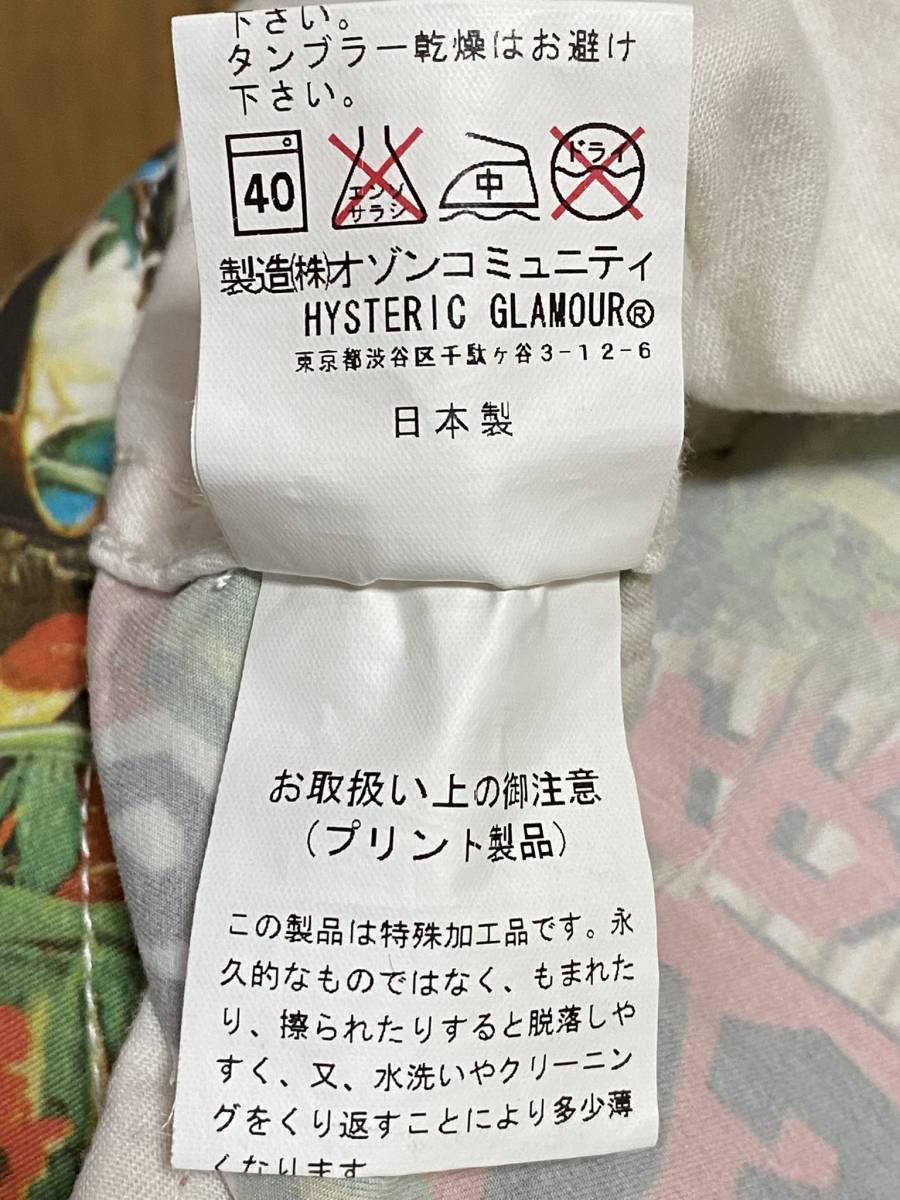 下さい。
タンブラー乾燥はお避け
下さい。
40
エンソ
サラシ
中
ドライ
製造(株)オゾンコミュニティ
HYSTERIC GLAMOUR®
東京都渋谷区千駄ヶ谷3-12-6
日本製
お取扱い上の御注意
(プリント製品)
この製品は特殊加工品です。永
久的なものではなく、もまれた
り、擦られたりすると脱落しや
すく、又、水洗いやクリーニン
グをくり返すことにより多少薄
くなります